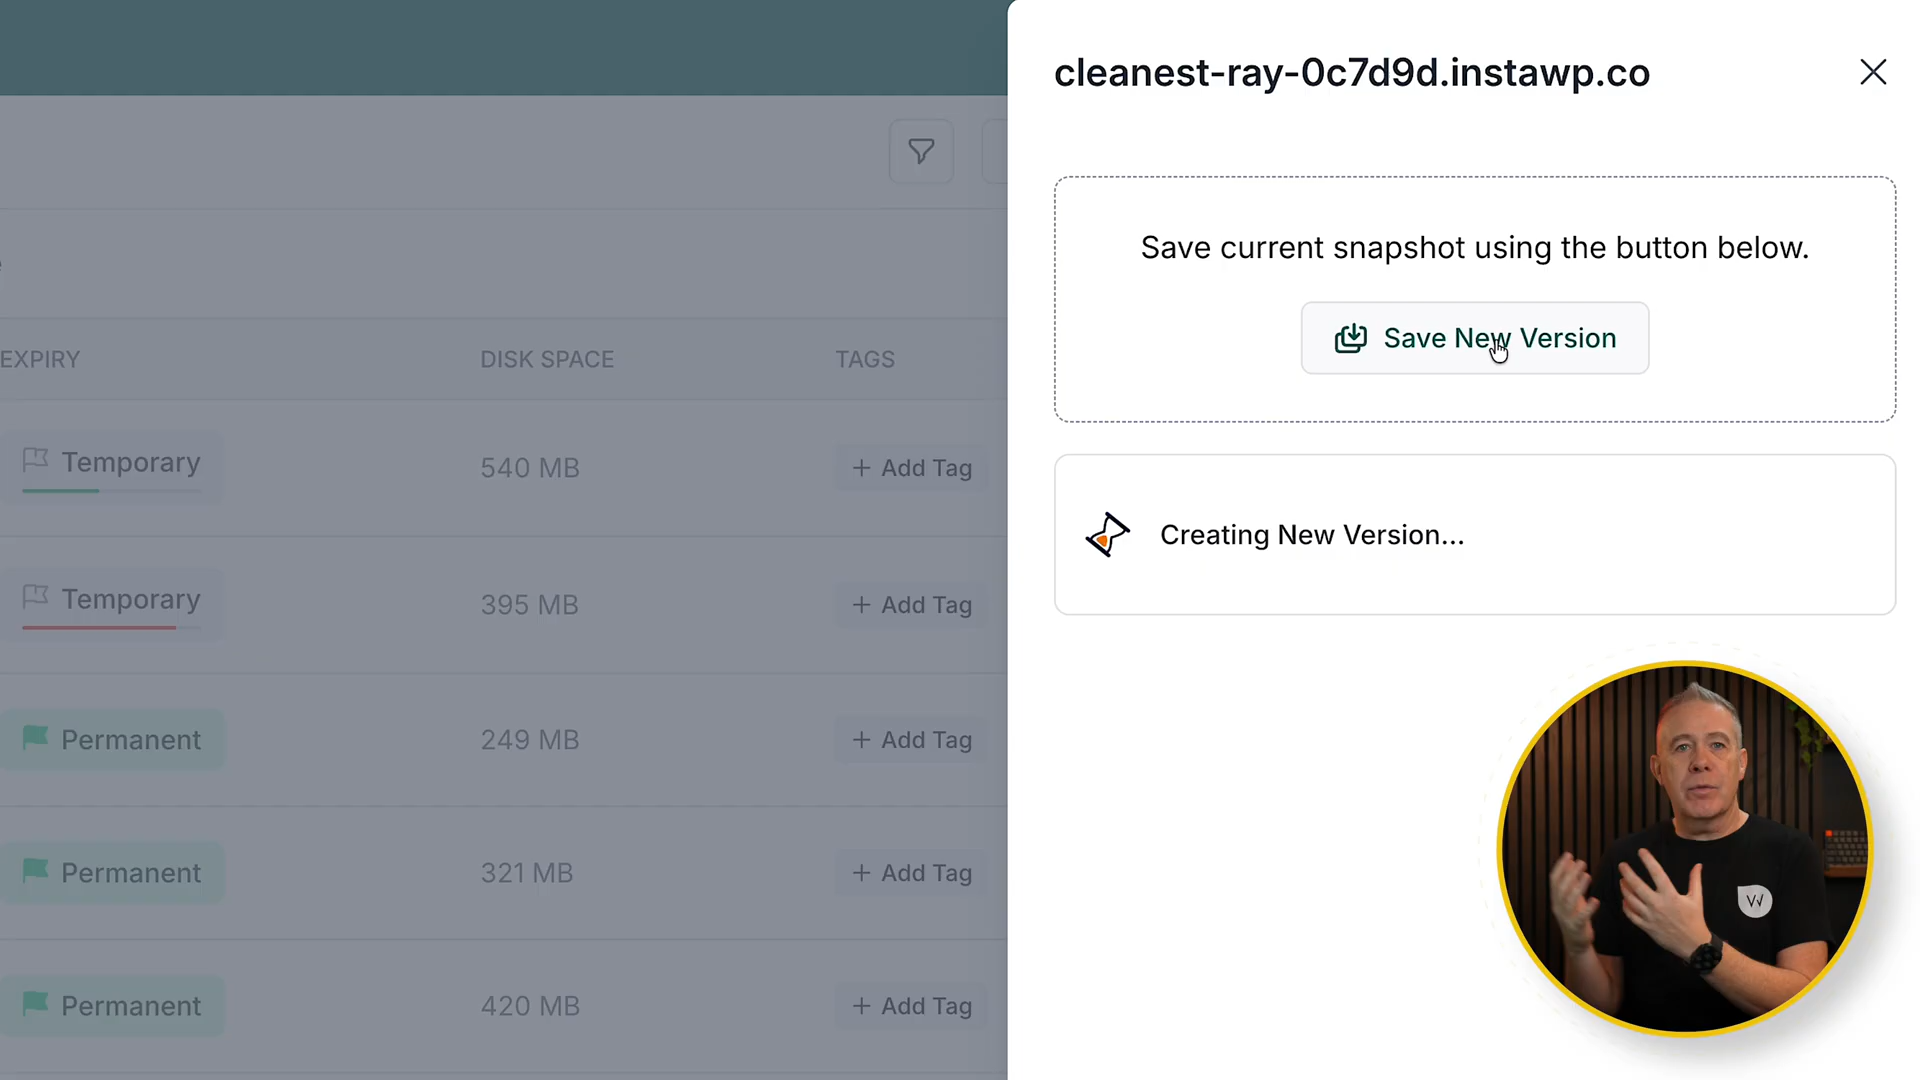 cleanest-ray-0c7d9d.instawp.co
Save current snapshot using the button below.
Save New Version
Creating New Version...
EXPIRY DISK SPACE TAGS
Temporary 540 MB + Add Tag
Temporary 395 MB + Add Tag
Permanent 249 MB + Add Tag
Permanent 321 MB + Add Tag
Permanent 420 MB + Add Tag
W